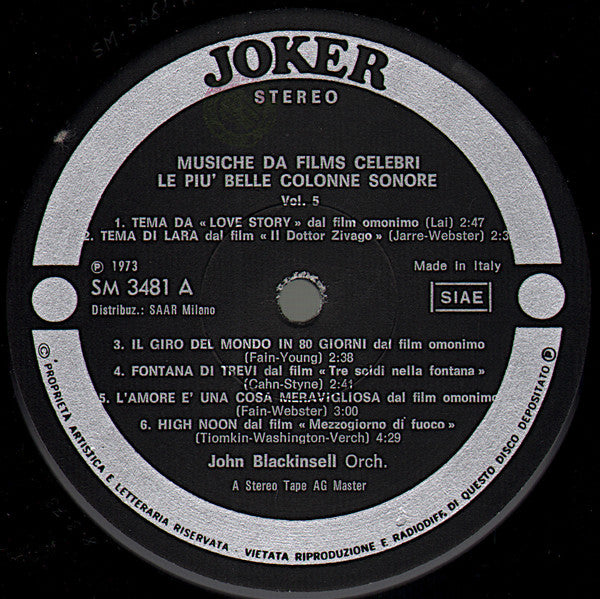 JOKER
STEREO
MUSICHE DA FILMS CELEBRI
LE PIU' BELLE COLONNE SONORE
Vol. 5
1. TEMA DA « LOVE STORY » dal film omonimo (Lai) 2:47
2. TEMA DI LARA dal film « Il Dottor Zivago » (Jarre-Webster) 2:3
℗ 1973
SM 3481 A
Distribuz.: SAAR Milano
Made in Italy
SIAE
3. IL GIRO DEL MONDO IN 80 GIORNI dal film omonimo
(Fain-Young) 2:38
4. FONTANA DI TREVI dal film « Tre soldi nella fontana »
(Cahn-Styne) 2:41
5. L'AMORE E' UNA COSA MERAVIGLIOSA dal film omonimo
(Fain-Webster) 3:00
6. HIGH NOON dal film « Mezzogiorno di fuoco »
(Tiomkin-Washington-Verch) 4:29
John Blackinsell Orch.
A Stereo Tape AG Master
© PROPRIETÀ ARTISTICA E LETTERARIA RISERVATA - VIETATA RIPRODUZIONE E RADIODIFF. DI QUESTO DISCO DEPOSITATO ®